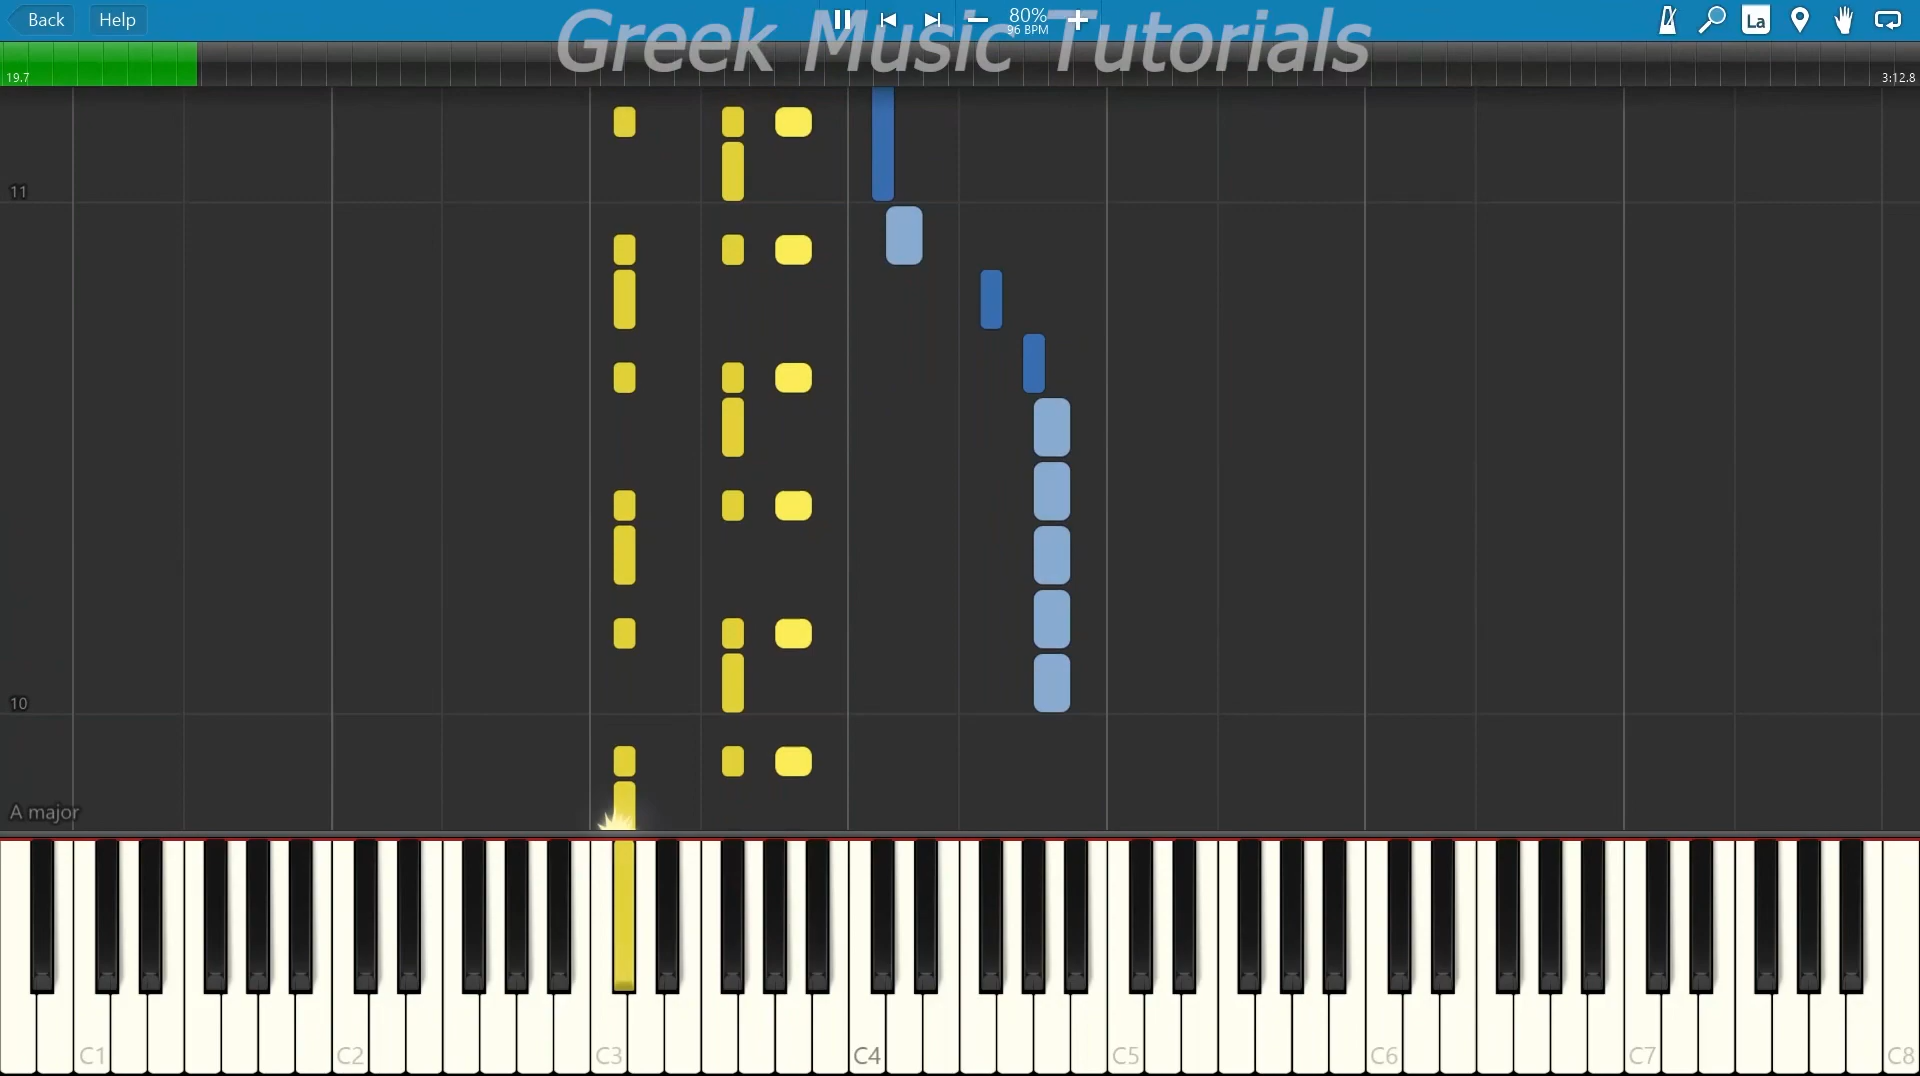 Back
Help
80%
96 BPM
La
Greek Music Tutorials
19.7
3:12.8
11
10
A major
C1
C2
C3
C4
C5
C6
C7
C8